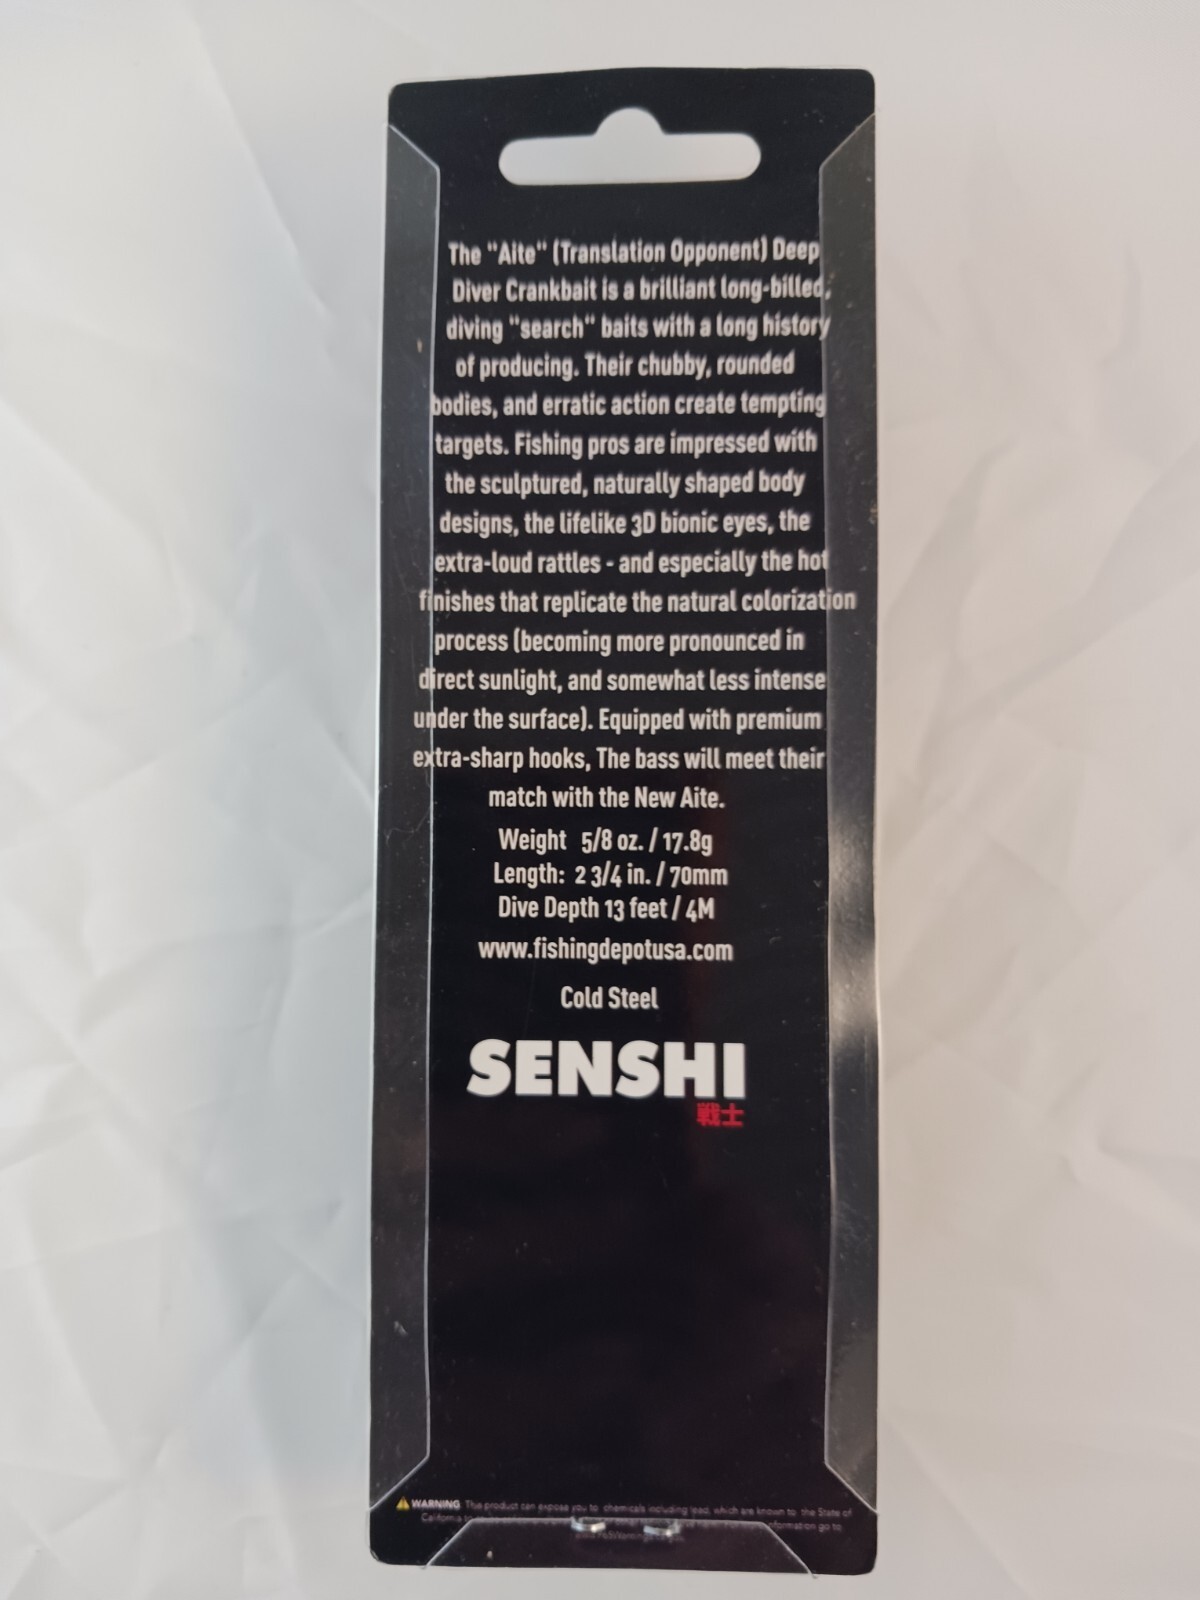 The "Aite" (Translation Opponent) Deep
Diver Crankbait is a brilliant long-billed,
diving "search" baits with a long history
of producing. Their chubby, rounded
bodies, and erratic action create tempting
targets. Fishing pros are impressed with
the sculptured, naturally shaped body
designs, the lifelike 3D bionic eyes, the
extra-loud rattles - and especially the hot
finishes that replicate the natural colorization
process (becoming more pronounced in
direct sunlight, and somewhat less intense
under the surface). Equipped with premium
extra-sharp hooks, The bass will meet their
match with the New Aite.
Weight 5/8 oz. / 17.8g
Length: 2 3/4 in. / 70mm
Dive Depth 13 feet / 4M
www.fishingdepotusa.com
Cold Steel
SENSHI
戦士
WARNING This product can expose you to chemicals including lead, which are known to the State of
California to information go to